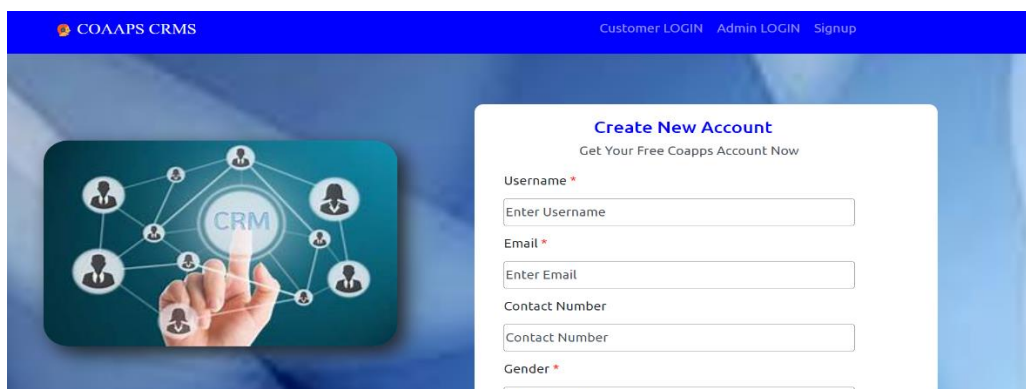 COAAPS CRMS
Customer LOGIN Admin LOGIN Signup
CRM
Create New Account
Get Your Free Coapps Account Now
Username *
Enter Username
Email *
Enter Email
Contact Number
Contact Number
Gender *